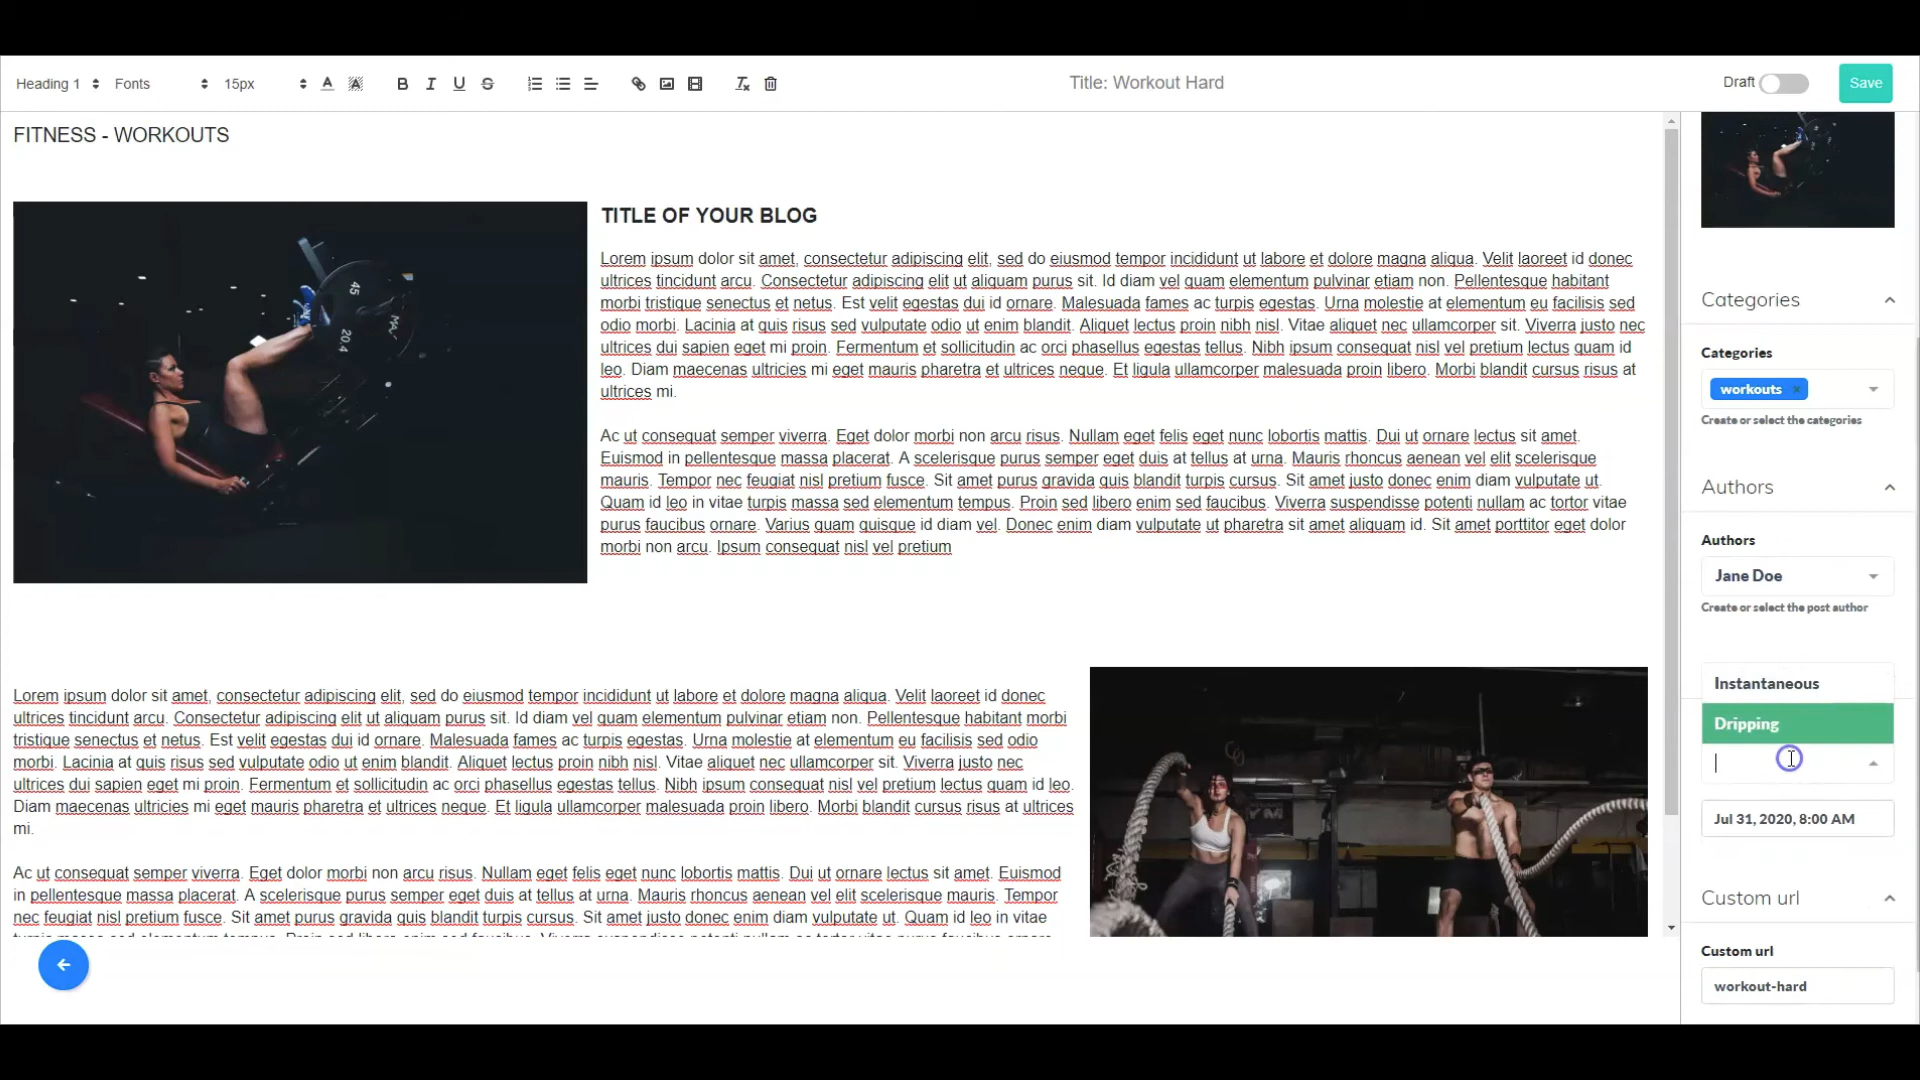 Heading 1 Fonts 15px
Title: Workout Hard
Draft Save
FITNESS - WORKOUTS
TITLE OF YOUR BLOG
Lorem ipsum dolor sit amet, consectetur adipiscing elit, sed do eiusmod tempor incididunt ut labore et dolore magna aliqua. Velit laoreet id donec
ultrices tincidunt arcu. Consectetur adipiscing elit ut aliquam purus sit. Id diam vel quam elementum pulvinar etiam non. Pellentesque habitant
morbi tristique senectus et netus. Est velit egestas dui id ornare. Malesuada fames ac turpis egestas. Urna molestie at elementum eu facilisis sed
odio morbi. Lacinia at quis risus sed vulputate odio ut enim blandit. Aliquet lectus proin nibh nisl. Vitae aliquet nec ullamcorper sit. Viverra justo nec
ultrices dui sapien eget mi proin. Fermentum et sollicitudin ac orci phasellus egestas tellus. Nibh ipsum consequat nisl vel pretium lectus quam id
leo. Diam maecenas ultricies mi eget mauris pharetra et ultrices neque. Et ligula ullamcorper malesuada proin libero. Morbi blandit cursus risus at
ultrices mi.
Ac ut consequat semper viverra. Eget dolor morbi non arcu risus. Nullam eget felis eget nunc lobortis mattis. Dui ut ornare lectus sit amet.
Euismod in pellentesque massa placerat. A scelerisque purus semper eget duis at tellus at urna. Mauris rhoncus aenean vel elit scelerisque
mauris. Tempor nec feugiat nisl pretium fusce. Sit amet purus gravida quis blandit turpis cursus. Sit amet justo donec enim diam vulputate ut.
Quam id leo in vitae turpis massa sed elementum tempus. Proin sed libero enim sed faucibus. Viverra suspendisse potenti nullam ac tortor vitae
purus faucibus ornare. Varius quam quisque id diam vel. Donec enim diam vulputate ut pharetra sit amet aliquam id. Sit amet porttitor eget dolor
morbi non arcu. Ipsum consequat nisl vel pretium
45
20.4
Lorem ipsum dolor sit amet, consectetur adipiscing elit, sed do eiusmod tempor incididunt ut labore et dolore magna aliqua. Velit laoreet id donec
ultrices tincidunt arcu. Consectetur adipiscing elit ut aliquam purus sit. Id diam vel quam elementum pulvinar etiam non. Pellentesque habitant morbi
tristique senectus et netus. Est velit egestas dui id ornare. Malesuada fames ac turpis egestas. Urna molestie at elementum eu facilisis sed odio
morbi. Lacinia at quis risus sed vulputate odio ut enim blandit. Aliquet lectus proin nibh nisl. Vitae aliquet nec ullamcorper sit. Viverra justo nec
ultrices dui sapien eget mi proin. Fermentum et sollicitudin ac orci phasellus egestas tellus. Nibh ipsum consequat nisl vel pretium lectus quam id leo.
Diam maecenas ultricies mi eget mauris pharetra et ultrices neque. Et ligula ullamcorper malesuada proin libero. Morbi blandit cursus risus at ultrices
mi.
Ac ut consequat semper viverra. Eget dolor morbi non arcu risus. Nullam eget felis eget nunc lobortis mattis. Dui ut ornare lectus sit amet. Euismod
in pellentesque massa placerat. A scelerisque purus semper eget duis at tellus at urna. Mauris rhoncus aenean vel elit scelerisque mauris. Tempor
nec feugiat nisl pretium fusce. Sit amet purus gravida quis blandit turpis cursus. Sit amet justo donec enim diam vulputate ut. Quam id leo in vitae
turpis massa sed elementum tempus. Proin sed libero enim sed faucibus. Viverra suspendisse potenti nullam ac tortor vitae purus faucibus ornare.
Categories
Categories
workouts ×
Create or select the categories
Authors
Authors
Jane Doe
Create or select the post author
Instantaneous
Dripping
Jul 31, 2020, 8:00 AM
Custom url
Custom url
workout-hard